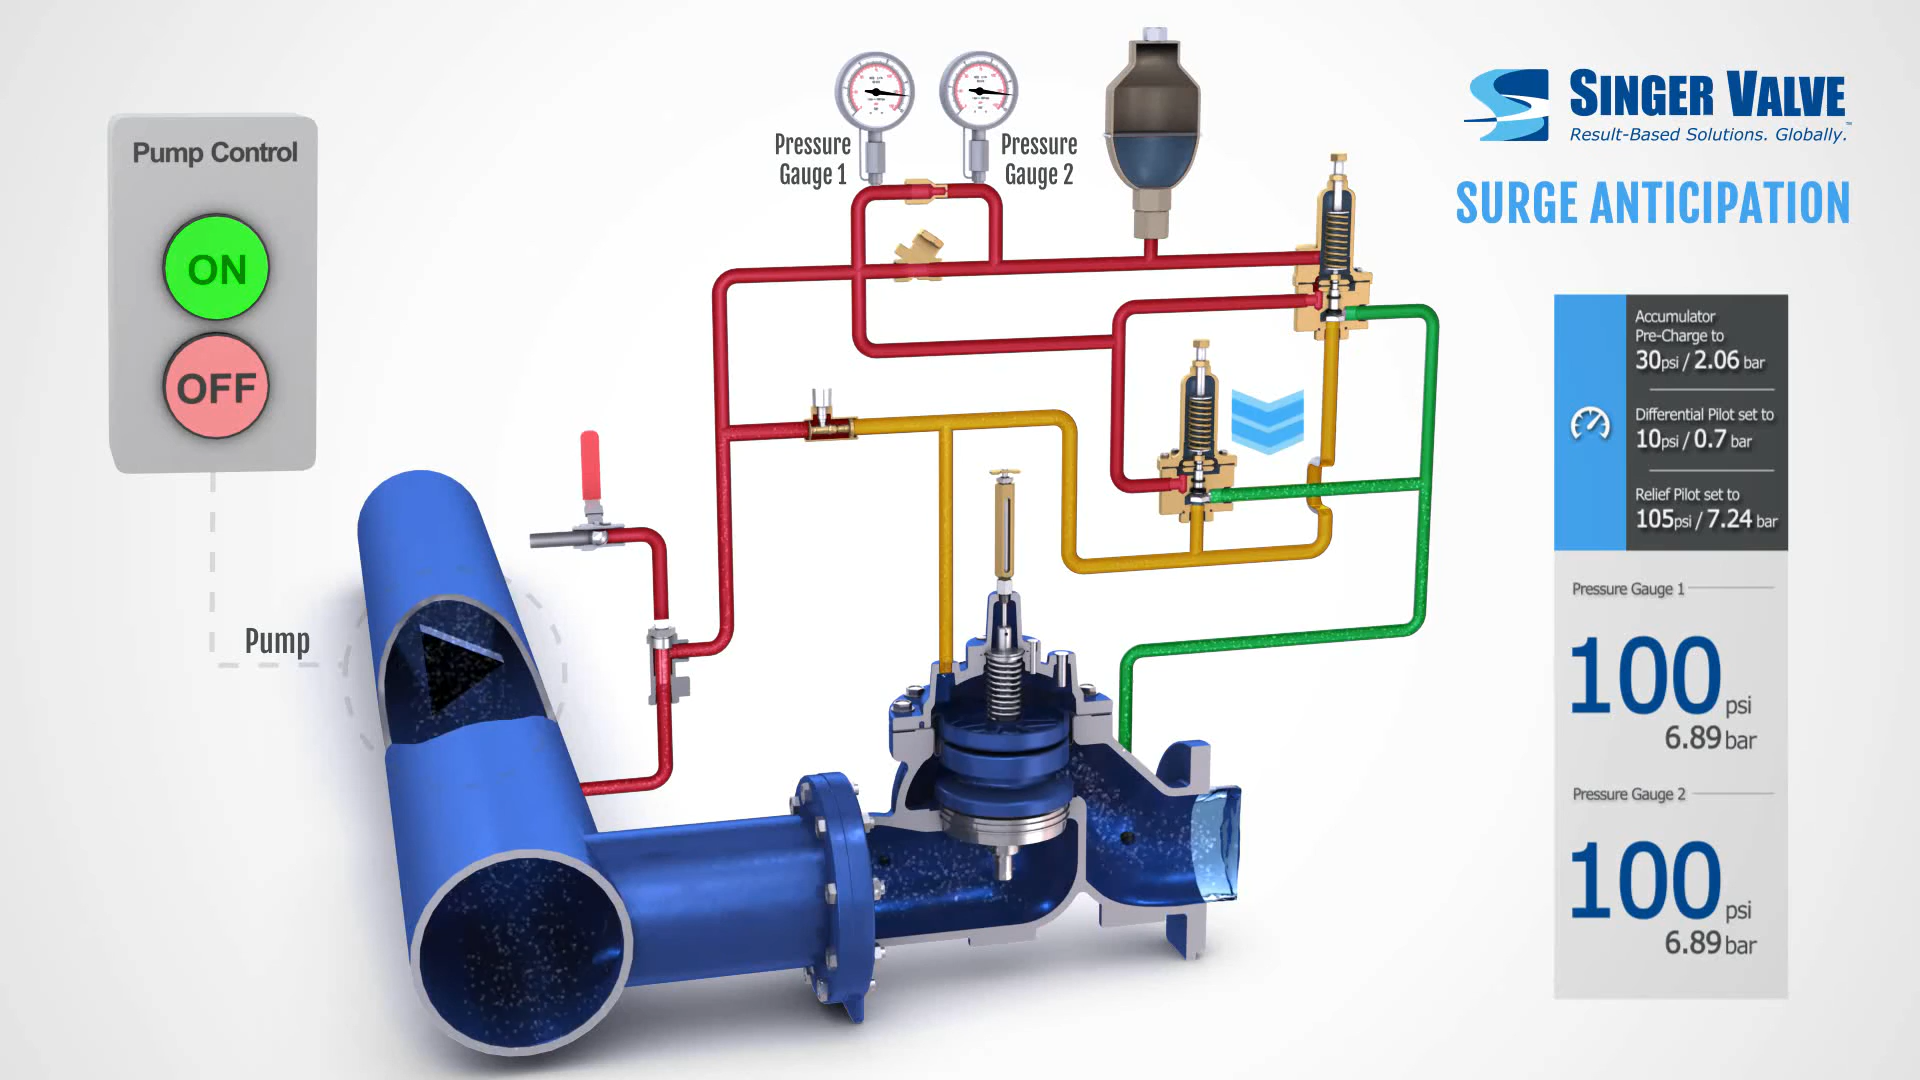 Pump Control
ON
OFF
Pump
Pressure
Gauge 1
Pressure
Gauge 2
SINGER VALVE™
Result-Based Solutions. Globally.
SURGE ANTICIPATION
Accumulator
Pre-Charge to
30psi / 2.06 bar
Differential Pilot set to
10psi / 0.7 bar
Relief Pilot set to
105psi / 7.24 bar
Pressure Gauge 1
100 psi
6.89 bar
Pressure Gauge 2
100 psi
6.89 bar